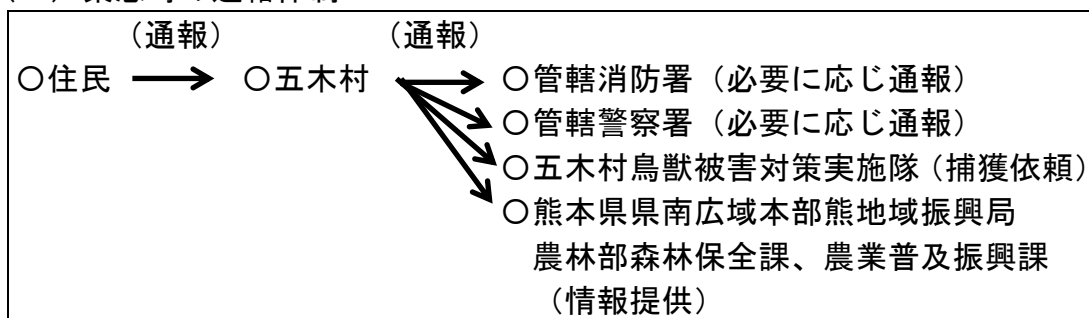 （通報）　（通報）
○住民　○五木村　○管轄消防署（必要に応じ通報）
○管轄警察署（必要に応じ通報）
○五木村鳥獣被害対策実施隊（捕獲依頼）
○熊本県県南広域本部熊地域振興局
農林部森林保全課、農業普及振興課
（情報提供）